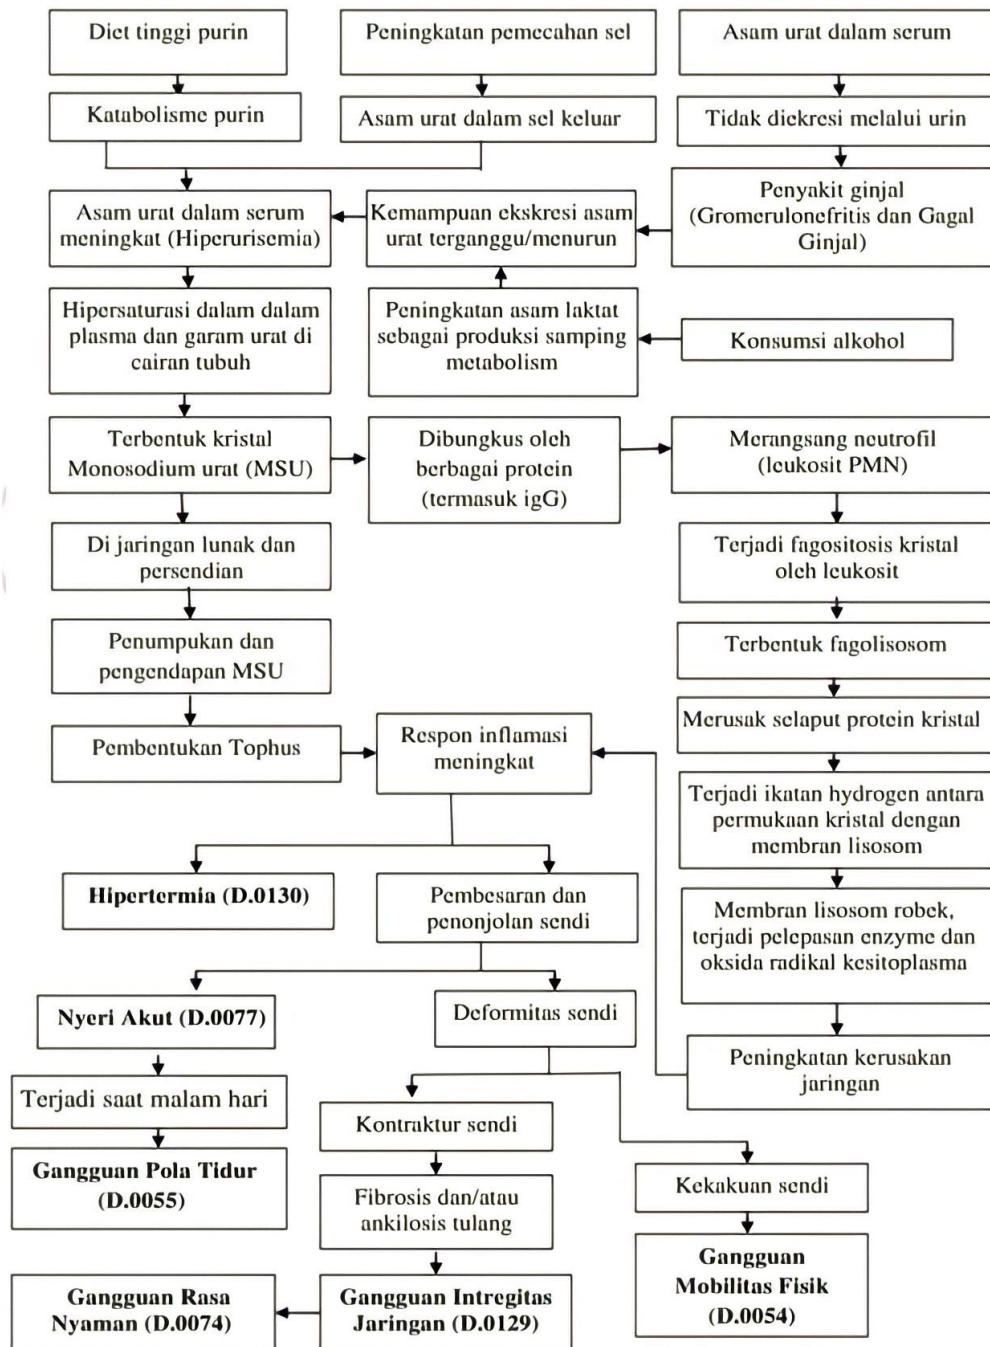 Diet tinggi purin
Peningkatan pemecahan sel
Asam urat dalam serum
Katabolisme purin
Asam urat dalam sel keluar
Tidak diekresi melalui urin
Asam urat dalam serum
meningkat (Hiperurisemia)
Kemampuan ekskresi asam
urat terganggu/menurun
Penyakit ginjal
(Gromerulonefritis dan Gagal
Ginjal)
Hipersaturasi dalam dalam
plasma dan garam urat di
cairan tubuh
Peningkatan asam laktat
sebagai produksi samping
metabolism
Konsumsi alkohol
Terbentuk kristal
Monosodium urat (MSU)
Dibungkus oleh
berbagai protein
(termasuk igG)
Merangsang neutrofil
(leukosit PMN)
Di jaringan lunak dan
persendian
Terjadi fagositosis kristal
oleh leukosit
Penumpukan dan
pengendapan MSU
Terbentuk fagolisosom
Pembentukan Tophus
Respon inflamasi
meningkat
Merusak selaput protein kristal
Terjadi ikatan hydrogen antara
permukaan kristal dengan
membran lisosom
Hipertermia (D.0130)
Pembesaran dan
penonjolan sendi
Membran lisosom robek,
terjadi pelepasan enzyme dan
oksida radikal kesitoplasma
Nyeri Akut (D.0077)
Deformitas sendi
Peningkatan kerusakan
jaringan
Terjadi saat malam hari
Kontraktur sendi
Gangguan Pola Tidur
(D.0055)
Fibrosis dan/atau
ankilosis tulang
Kekakuan sendi
Gangguan Rasa
Nyaman (D.0074)
Gangguan Intregitas
Jaringan (D.0129)
Gangguan
Mobilitas Fisik
(D.0054)